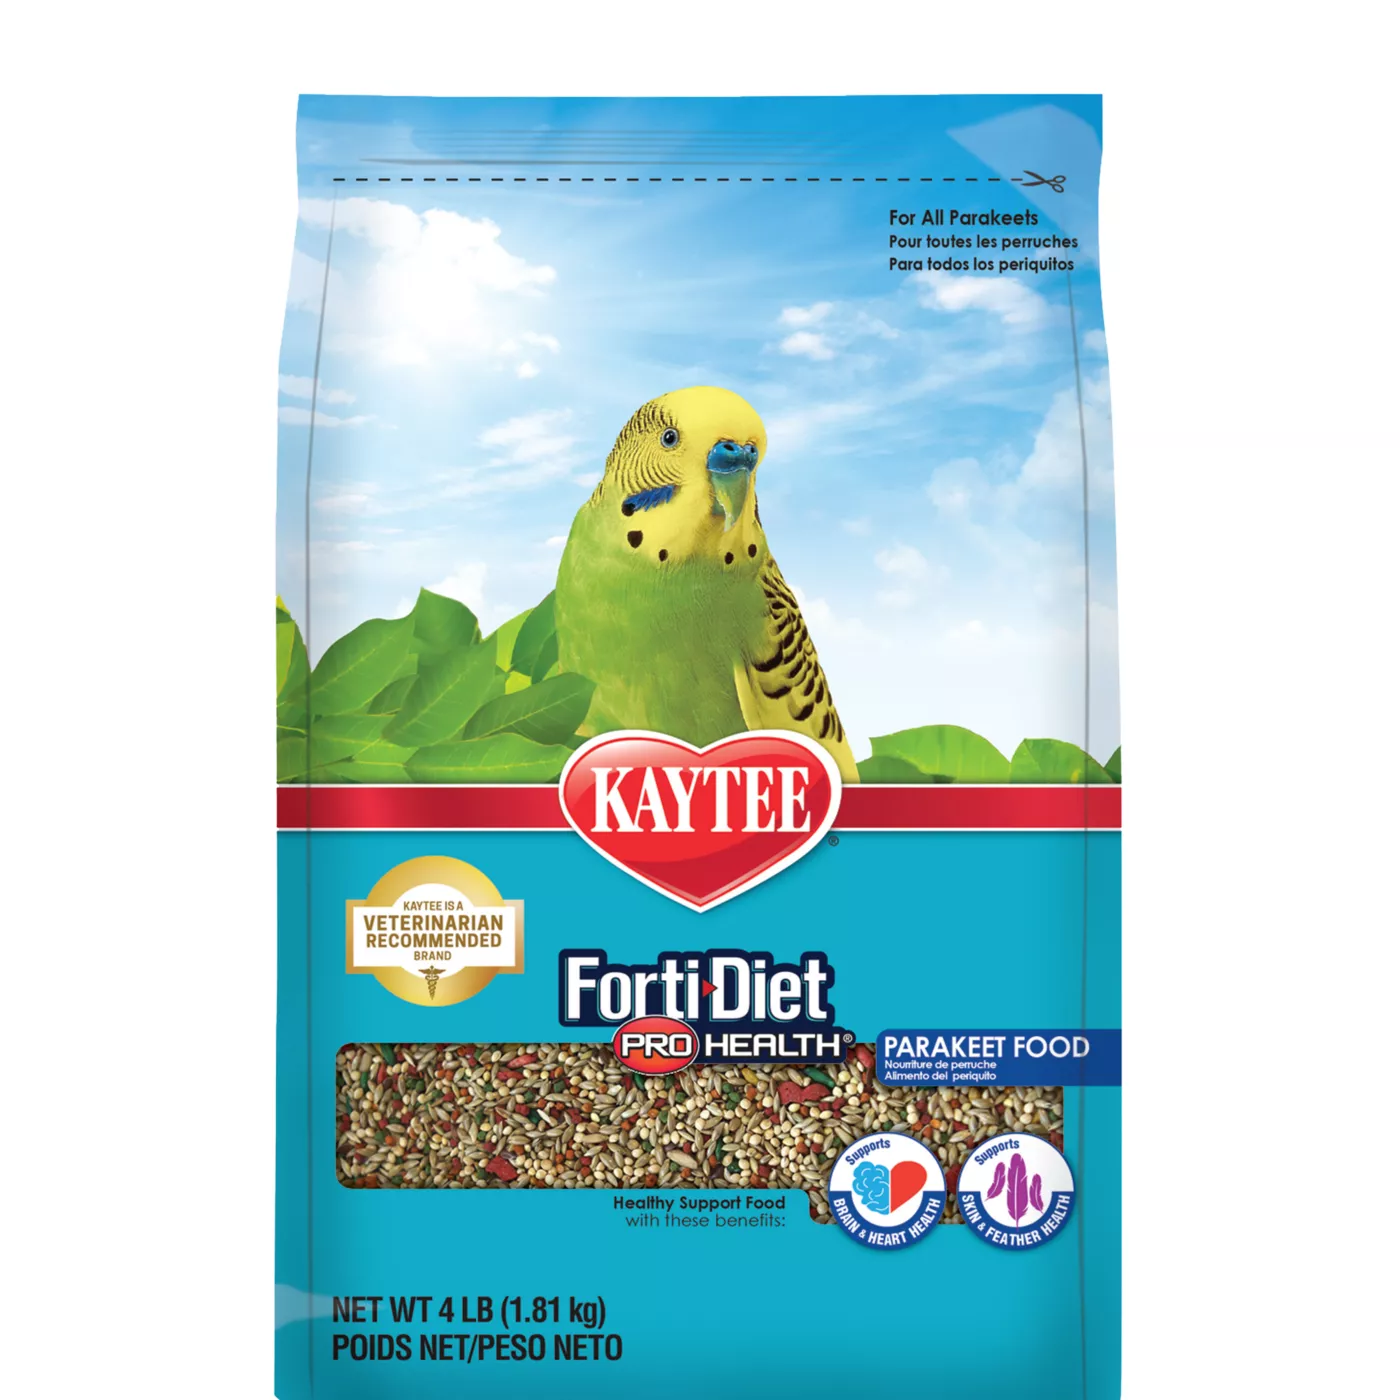 For All Parakeets
Pour toutes les perruches
Para todos los periquitos
KAYTEE®
KAYTEE IS A
VETERINARIAN
RECOMMENDED
BRAND
Forti-Diet
PRO HEALTH®
PARAKEET FOOD
Nourriture de perruche
Alimento del periquito
Healthy Support Food
with these benefits:
Supports
BRAIN & HEART HEALTH
Supports
SKIN & FEATHER HEALTH
NET WT 4 LB (1.81 kg)
POIDS NET/PESO NETO